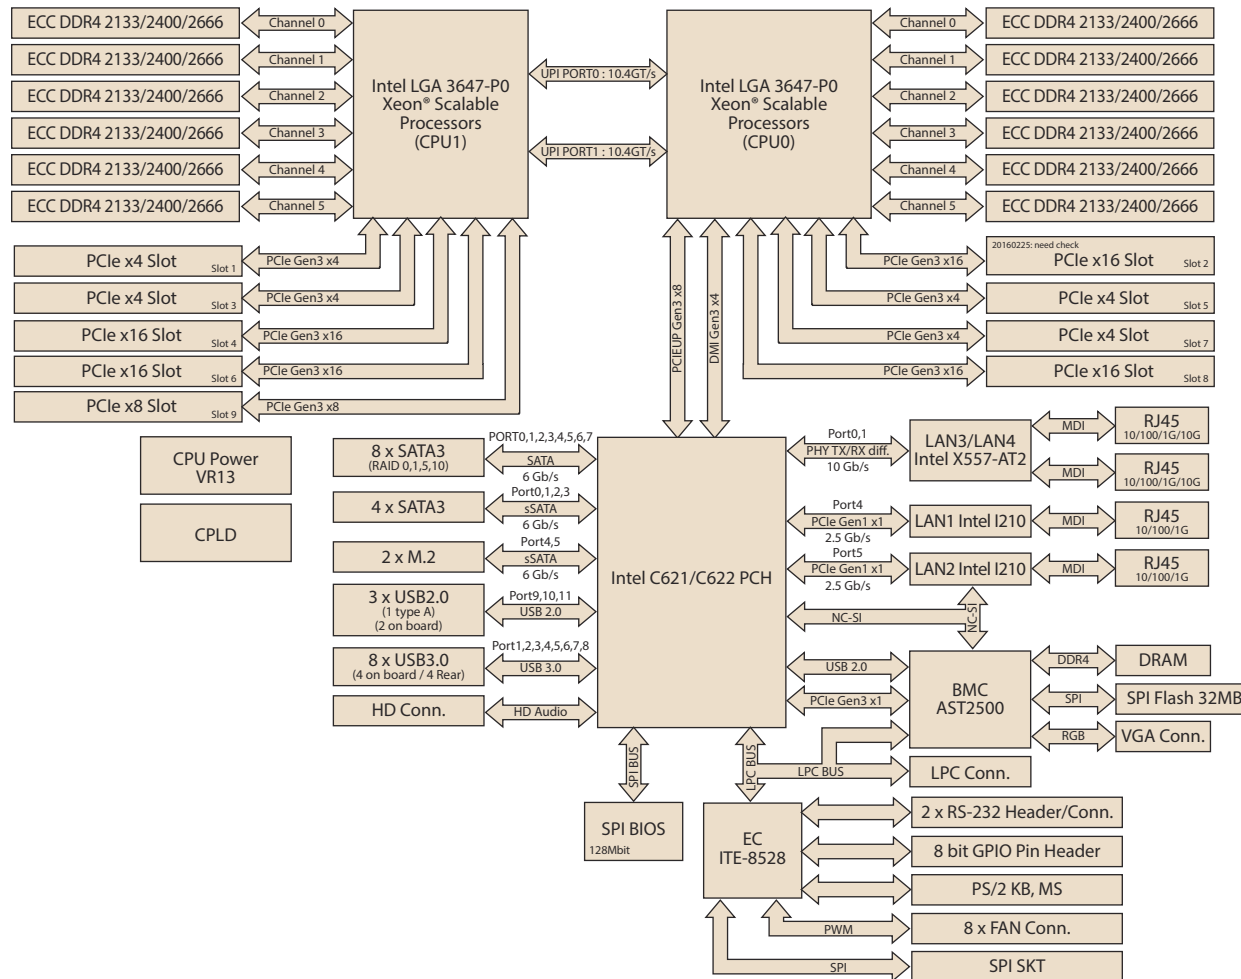 ECC DDR4 2133/2400/2666
Channel 0
ECC DDR4 2133/2400/2666
Channel 1
ECC DDR4 2133/2400/2666
Channel 2
ECC DDR4 2133/2400/2666
Channel 3
ECC DDR4 2133/2400/2666
Channel 4
ECC DDR4 2133/2400/2666
Channel 5
Intel LGA 3647-P0
Xeon® Scalable
Processors
(CPU1)
UPI PORT0 : 10.4GT/s
UPI PORT1 : 10.4GT/s
Intel LGA 3647-P0
Xeon® Scalable
Processors
(CPU0)
Channel 0
ECC DDR4 2133/2400/2666
Channel 1
ECC DDR4 2133/2400/2666
Channel 2
ECC DDR4 2133/2400/2666
Channel 3
ECC DDR4 2133/2400/2666
Channel 4
ECC DDR4 2133/2400/2666
Channel 5
ECC DDR4 2133/2400/2666
PCIe x4 Slot
Slot 1
PCIe Gen3 x4
PCIe x4 Slot
Slot 3
PCIe Gen3 x4
PCIe x16 Slot
Slot 4
PCIe Gen3 x16
PCIe x16 Slot
Slot 6
PCIe Gen3 x16
PCIe x8 Slot
Slot 9
PCIe Gen3 x8
PCIEUP Gen3 x8
DMI Gen3 x4
PCIe Gen3 x16
20160225: need check
PCIe x16 Slot
Slot 2
PCIe Gen3 x4
PCIe x4 Slot
Slot 5
PCIe Gen3 x4
PCIe x4 Slot
Slot 7
PCIe Gen3 x16
PCIe x16 Slot
Slot 8
CPU Power
VR13
CPLD
8 x SATA3
(RAID 0,1,5,10)
PORT0,1,2,3,4,5,6,7
SATA
6 Gb/s
4 x SATA3
Port0,1,2,3
sSATA
6 Gb/s
2 x M.2
Port4,5
sSATA
6 Gb/s
3 x USB2.0
(1 type A)
(2 on board)
Port9,10,11
USB 2.0
8 x USB3.0
(4 on board / 4 Rear)
Port1,2,3,4,5,6,7,8
USB 3.0
HD Conn.
HD Audio
Intel C621/C622 PCH
Port0,1
PHY TX/RX diff.
10 Gb/s
LAN3/LAN4
Intel X557-AT2
MDI
RJ45
10/100/1G/10G
MDI
RJ45
10/100/1G/10G
Port4
PCIe Gen1 x1
2.5 Gb/s
LAN1 Intel I210
MDI
RJ45
10/100/1G
Port5
PCIe Gen1 x1
2.5 Gb/s
LAN2 Intel I210
MDI
RJ45
10/100/1G
NC-SI
NC-SI
USB 2.0
PCIe Gen3 x1
BMC
AST2500
DDR4
DRAM
SPI
SPI Flash 32MB
RGB
VGA Conn.
SPI BUS
LPC BUS
LPC BUS
LPC Conn.
SPI BIOS
128Mbit
EC
ITE-8528
2 x RS-232 Header/Conn.
8 bit GPIO Pin Header
PS/2 KB, MS
PWM
8 x FAN Conn.
SPI
SPI SKT